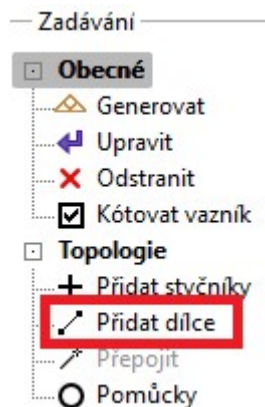 Zadávání
Obecné
Generovat
Upravit
Odstranit
Kótovat vazník
Topologie
Přidat styčníky
Přidat dílce
Přepojit
Pomůcky